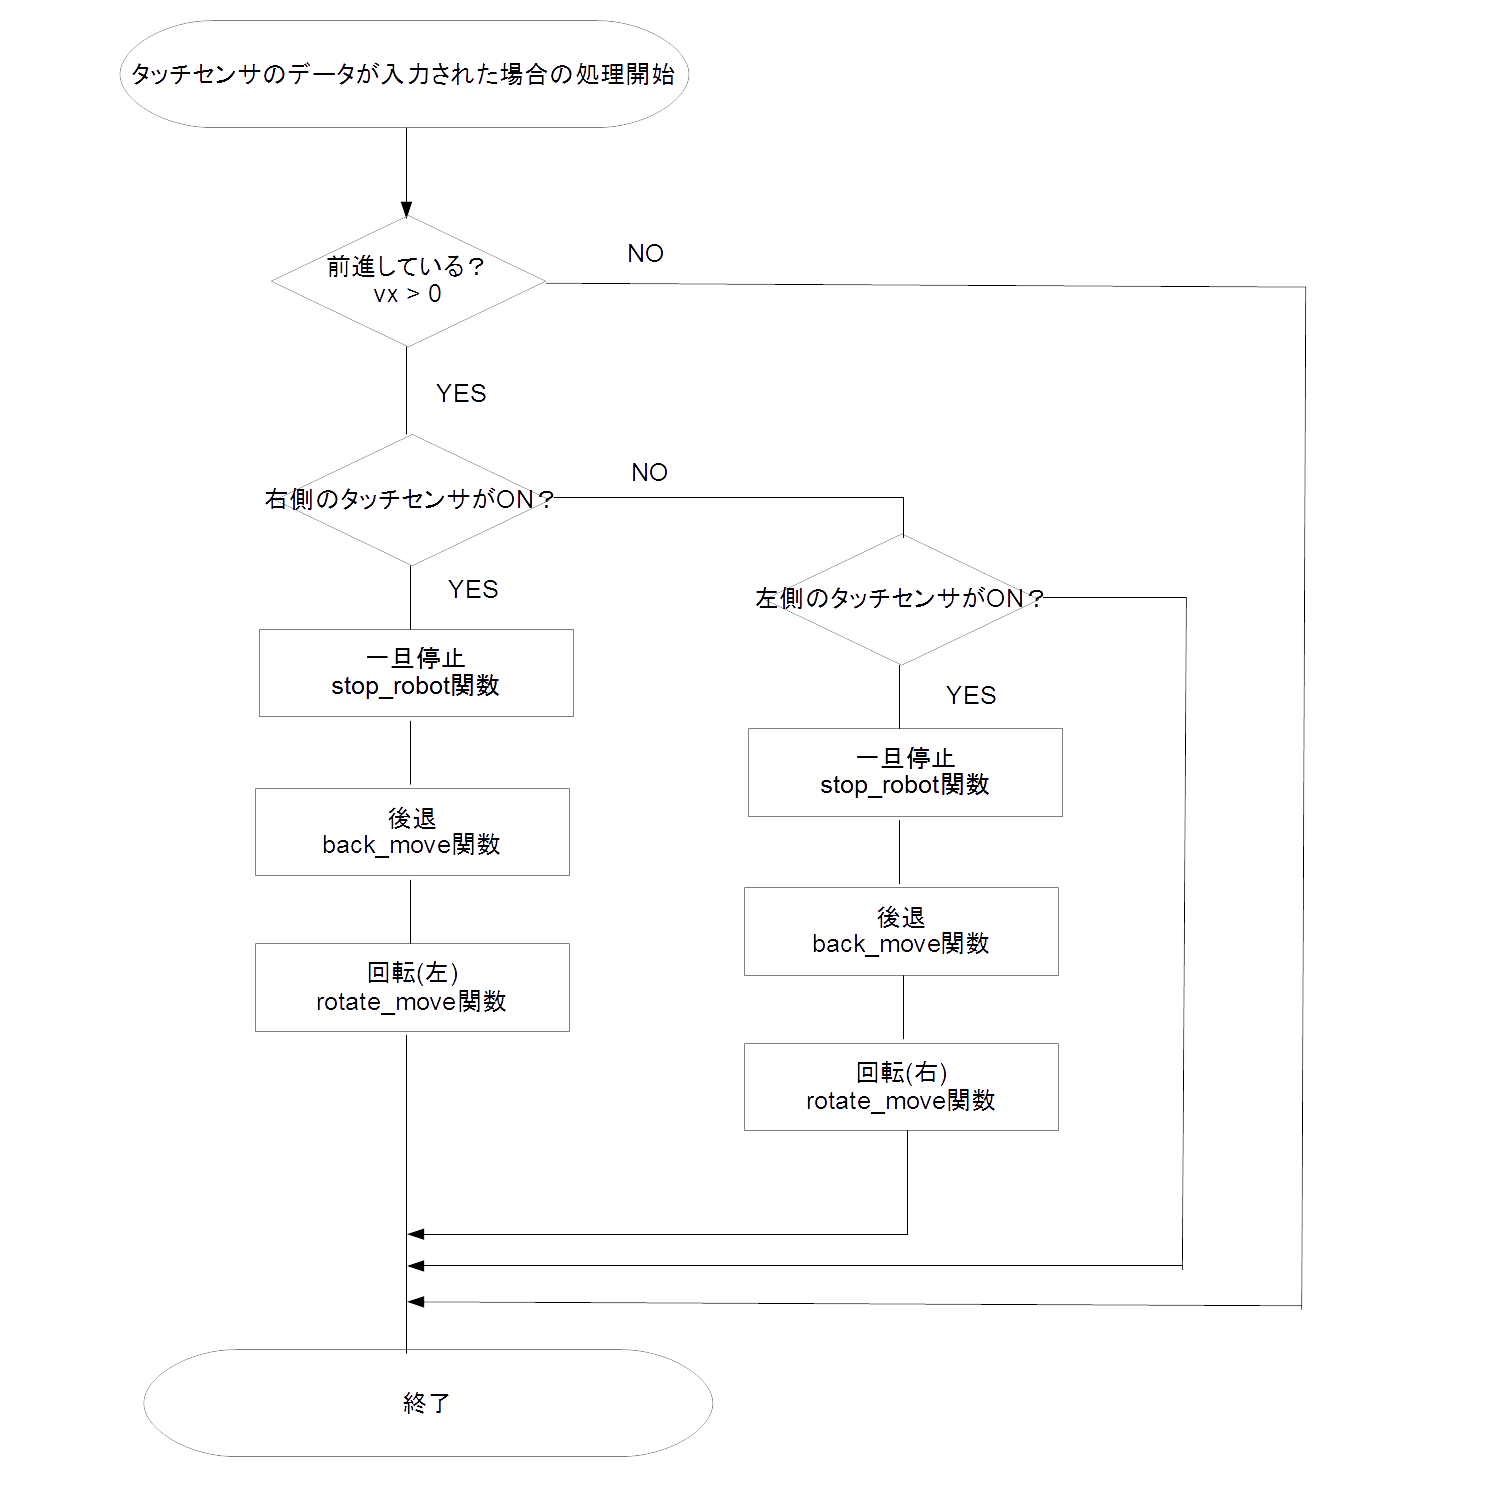 タッチセンサのデータが入力された場合の処理開始
前進している？
vx > 0
NO
YES
右側のタッチセンサがON？
NO
YES
一旦停止
stop_robot関数
後退
back_move関数
回転(左)
rotate_move関数
左側のタッチセンサがON？
YES
一旦停止
stop_robot関数
後退
back_move関数
回転(右)
rotate_move関数
終了